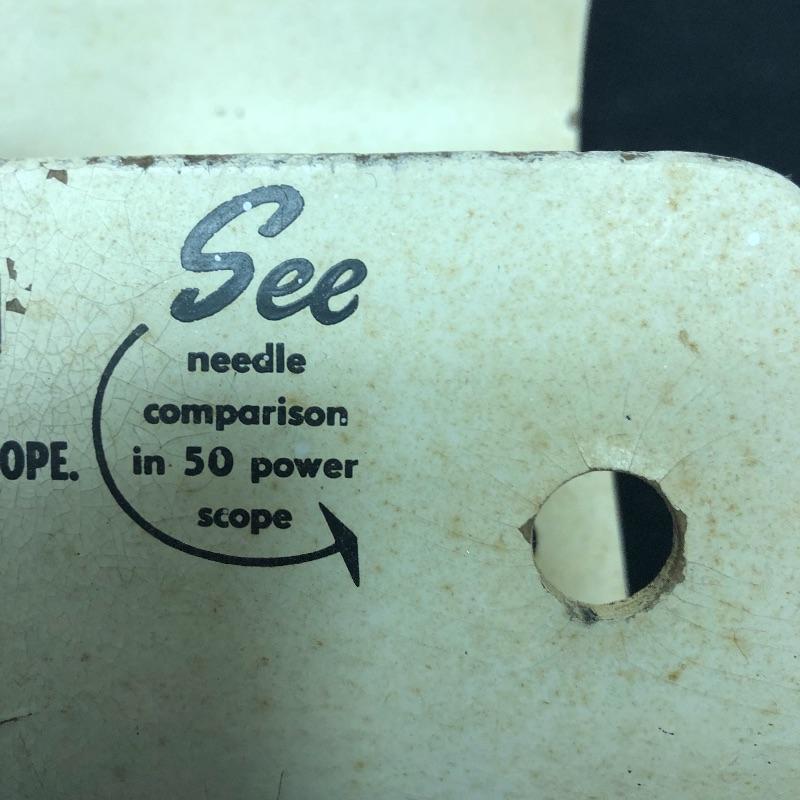 See
needle
comparison
in 50 power
OPE.
scope